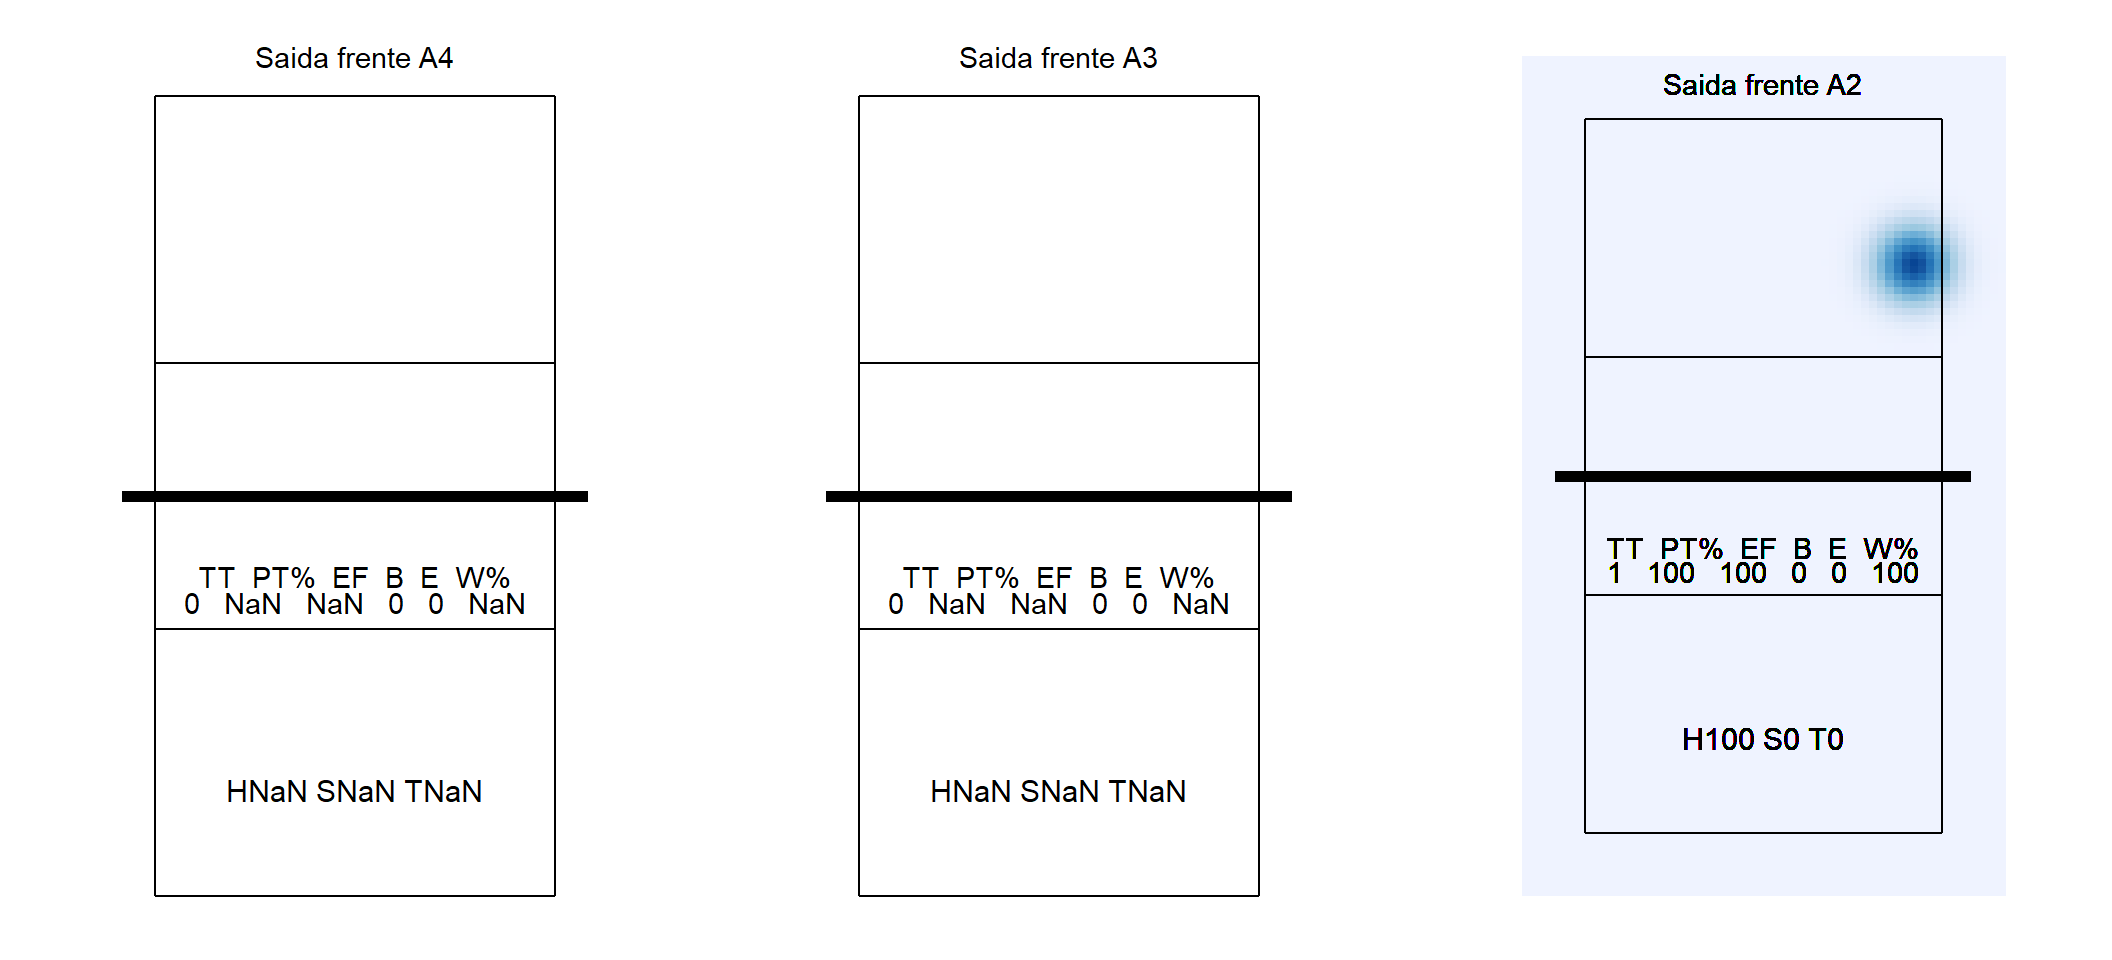 Saida frente A4
TT PT% EF B E W%
0 NaN NaN 0 0 NaN
HNaN SNaN TNaN
Saida frente A3
TT PT% EF B E W%
0 NaN NaN 0 0 NaN
HNaN SNaN TNaN
Saida frente A2
TT PT% EF B E W%
1 100 100 0 0 100
H100 S0 T0